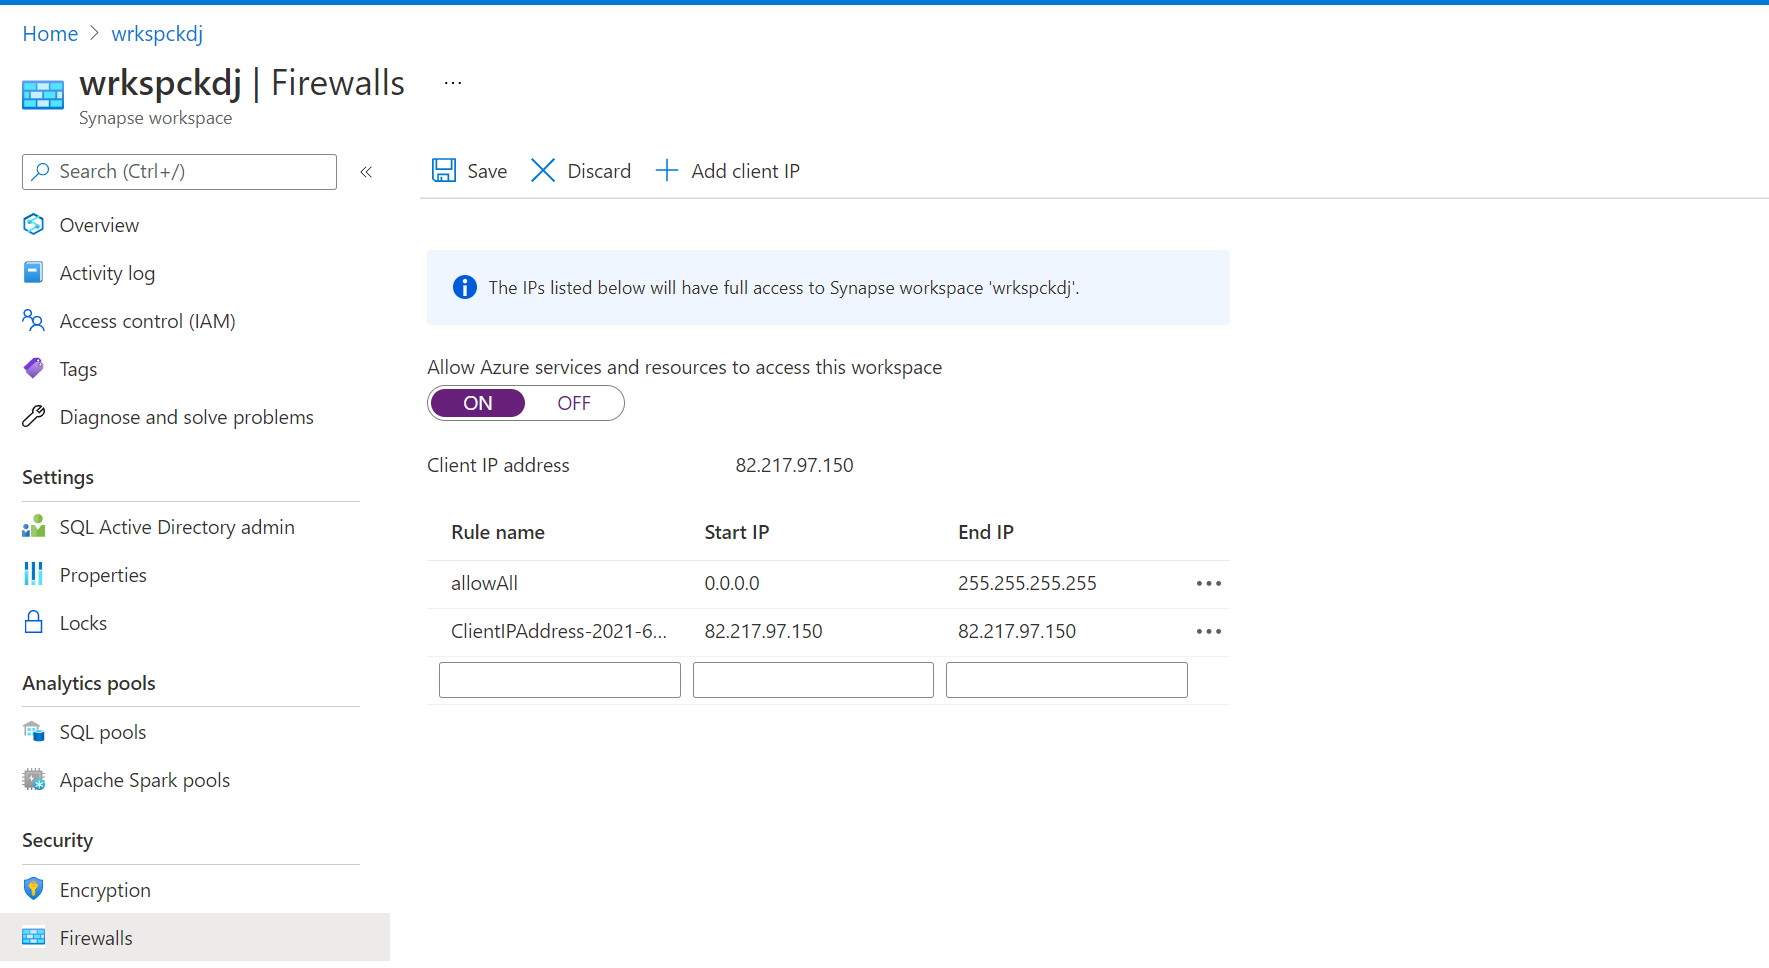 Home > wrkspckdj
wrkspckdj | Firewalls ...
Synapse workspace
Search (Ctrl+/) «
Save Discard Add client IP
Overview
Activity log
Access control (IAM)
Tags
Diagnose and solve problems
Settings
SQL Active Directory admin
Properties
Locks
Analytics pools
SQL pools
Apache Spark pools
Security
Encryption
Firewalls
The IPs listed below will have full access to Synapse workspace 'wrkspckdj'.
Allow Azure services and resources to access this workspace
ON OFF
Client IP address 82.217.97.150
Rule name Start IP End IP
allowAll 0.0.0.0 255.255.255.255 •••
ClientIPAddress-2021-6... 82.217.97.150 82.217.97.150 •••